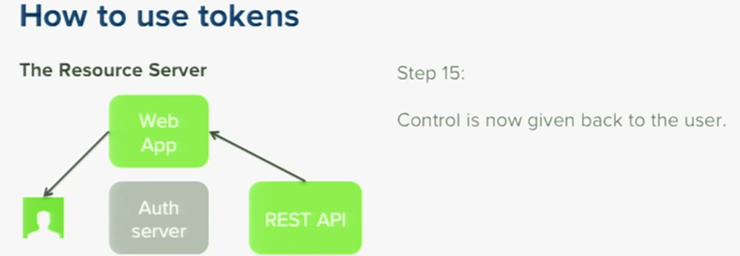 How to use tokens
The Resource Server
Step 15:
Web
App
Control is now given back to the user.
Auth
server
REST API